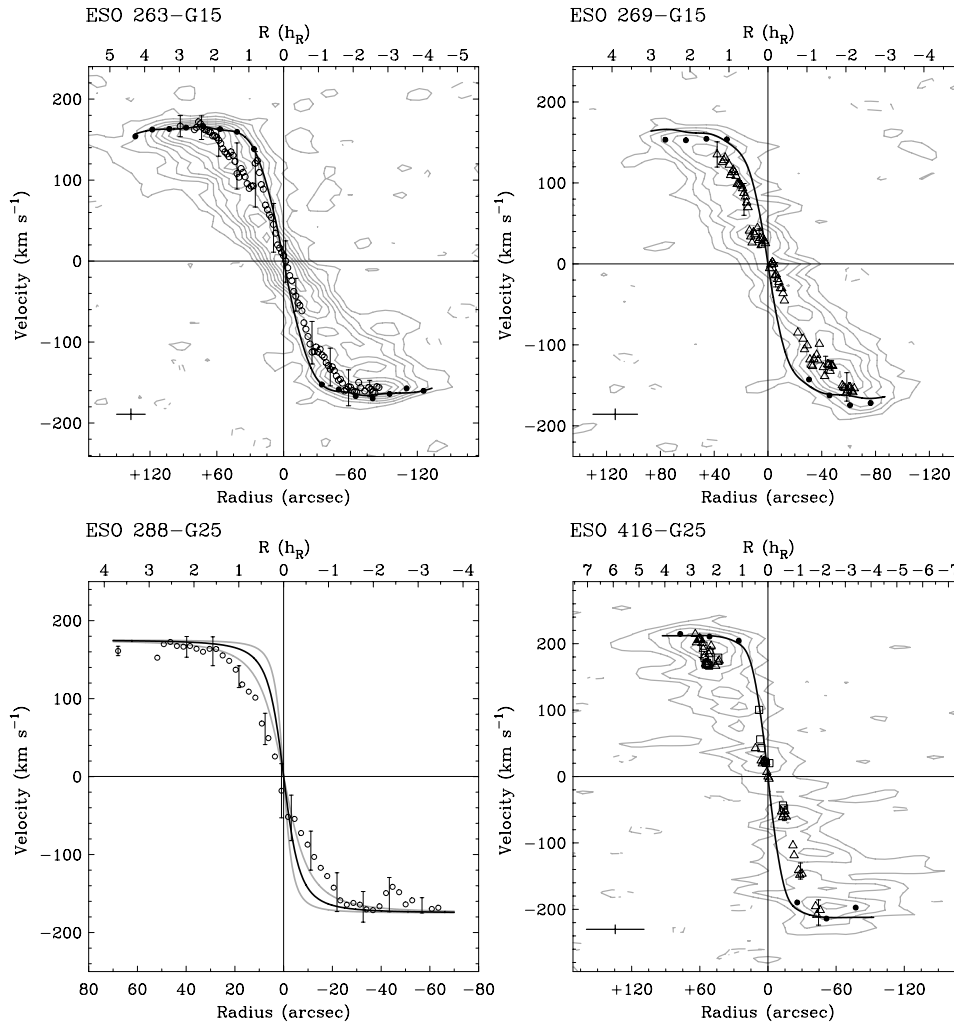 ESO 263-G15
R (h_R)
5 4 3 2 1 0 -1 -2 -3 -4 -5
200
100
0
-100
-200
Velocity (km s⁻¹)
+120 +60 0 -60 -120
Radius (arcsec)
ESO 269-G15
R (h_R)
4 3 2 1 0 -1 -2 -3 -4
200
100
0
-100
-200
Velocity (km s⁻¹)
+120 +80 +40 0 -40 -80 -120
Radius (arcsec)
ESO 288-G25
R (h_R)
4 3 2 1 0 -1 -2 -3 -4
200
100
0
-100
-200
Velocity (km s⁻¹)
80 60 40 20 0 -20 -40 -60 -80
Radius (arcsec)
ESO 416-G25
R (h_R)
7 6 5 4 3 2 1 0 -1 -2 -3 -4 -5 -6 -7
200
100
0
-100
-200
Velocity (km s⁻¹)
+120 +60 0 -60 -120
Radius (arcsec)